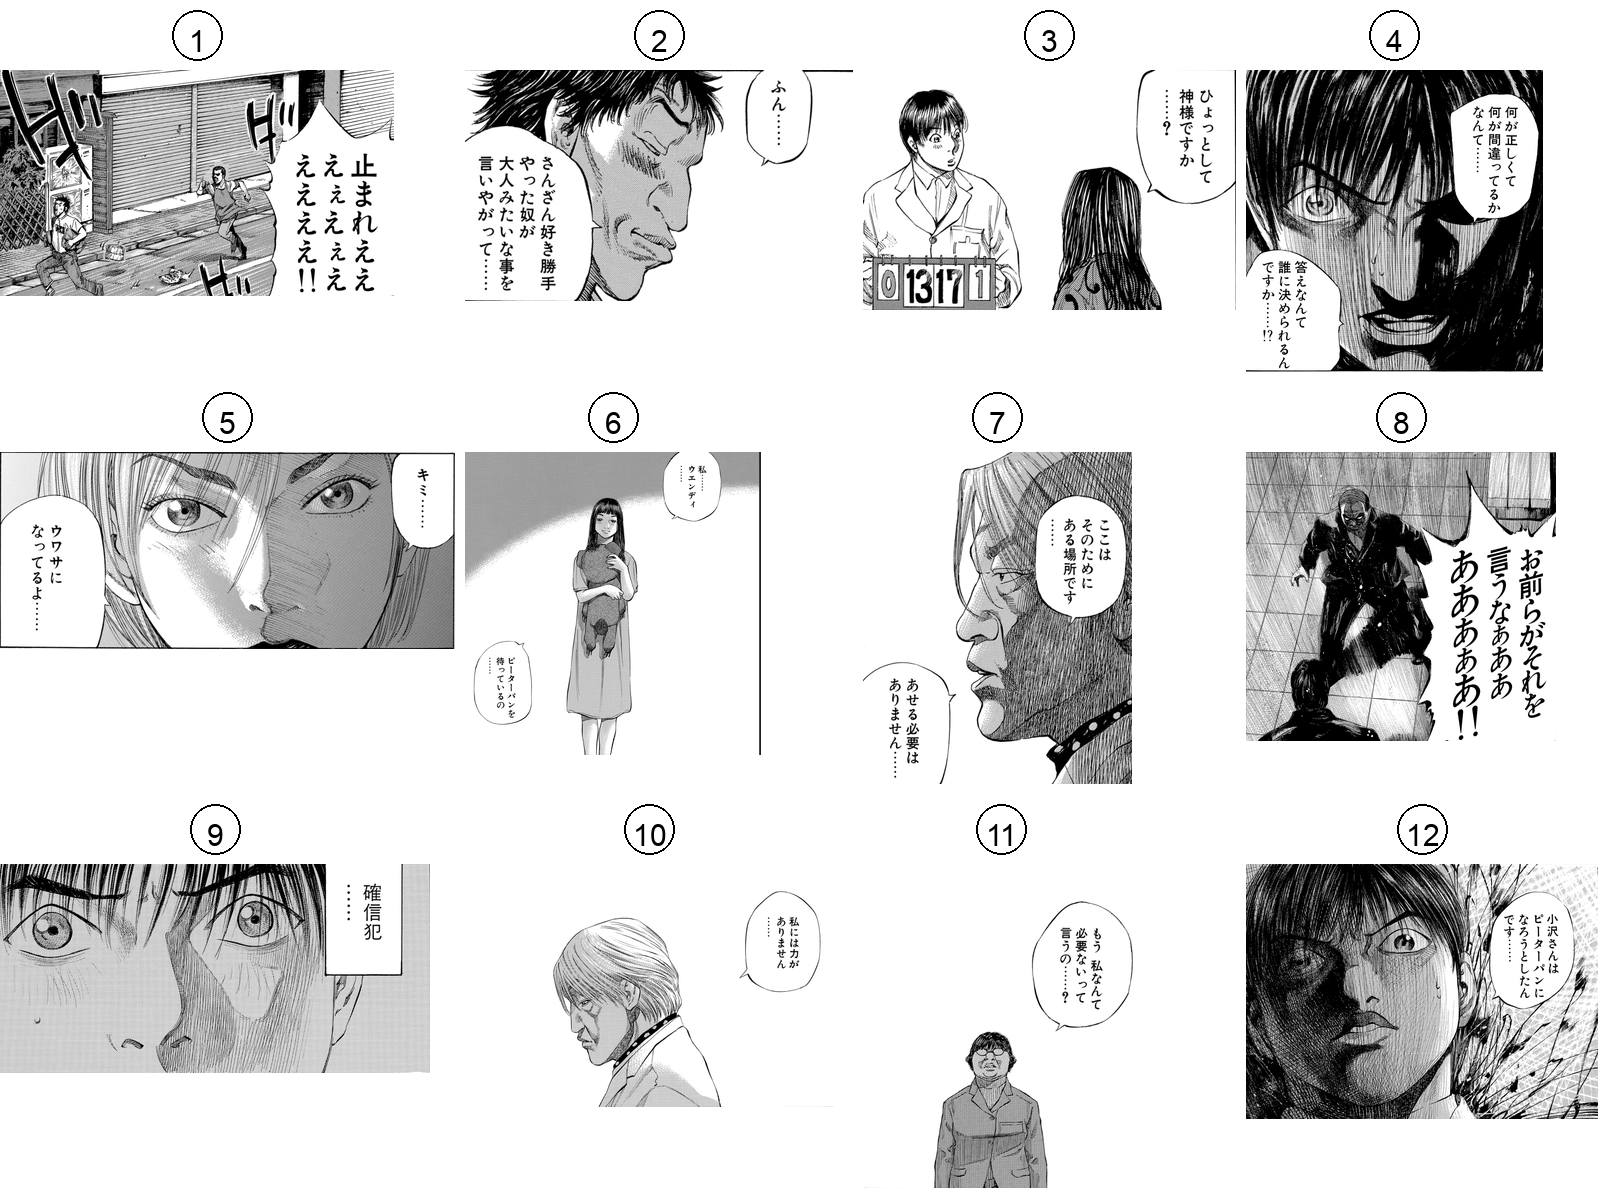 1
ビ
ビ
ビ
止まれええ
えぇえぇえ
ええええ!!
2
ふん……
さんざん好き勝手
やった奴が
大人みたいな事を
言いやがって……
3
ひょっとして
神様ですか
……?
0 13 17 1
4
何が正しくて
何が間違ってるか
なんて……
答えなんて
誰に決められるん
ですか……!?
5
キミ……
ウワサに
なってるよ……
6
私……
ウエンディ
……
ピーターパンを
待っているの
……
7
ここは
そのために
ある場所です
……
あせる必要は
ありません……
8
お前らがそれを
言うなぁああ
あああああ!!
9
確信犯
……
10
私には力が
ありません
……
11
もう 私なんて
必要ないって
言うの……?
12
小沢さんは
ピーターパンに
なろうとしたん
です……